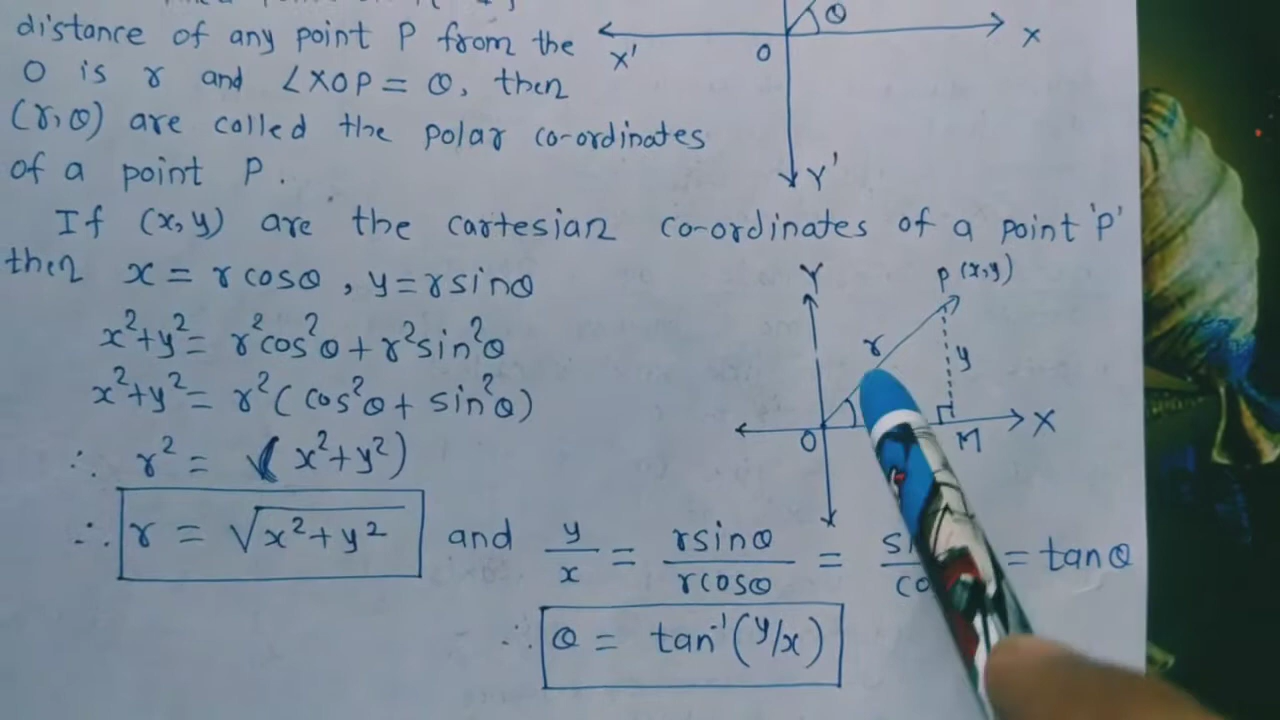 distance of any point P from the
O is r and ∠XOP = θ, then
(r,θ) are called the polar co-ordinates
of a point P.
θ
X'
O
X
Y'
If (x,y) are the cartesian co-ordinates of a point 'P'
then x = r cosθ , y = r sinθ
x²+y² = r²cos²θ + r²sin²θ
x²+y² = r²(cos²θ + sin²θ)
∴ r² = (x²+y²)
∴ r = √x²+y² and y/x = rsinθ/rcosθ = = tanθ
∴ θ = tan⁻¹(y/x)
Y
P (x,y)
r
y
O
M
X